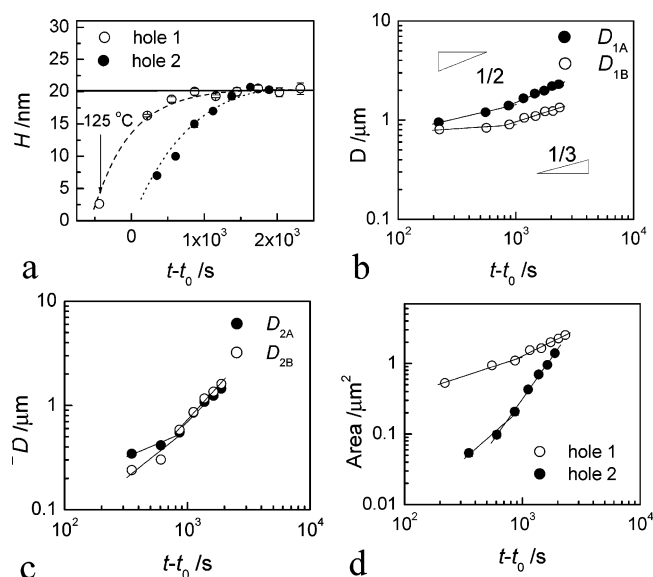 hole 1
hole 2
H /nm
30
25
20
15
10
5
0
125 °C
0
1x10³
2x10³
t-t₀ /s
a
D₁A
D₁B
1/2
1/3
D /μm
10
1
0.1
10²
10³
10⁴
t-t₀ /s
b
D₂A
D₂B
¯D /μm
10
1
0.1
10²
10³
10⁴
t-t₀ /s
c
Area /μm²
1
0.1
0.01
hole 1
hole 2
10²
10³
10⁴
t-t₀ /s
d